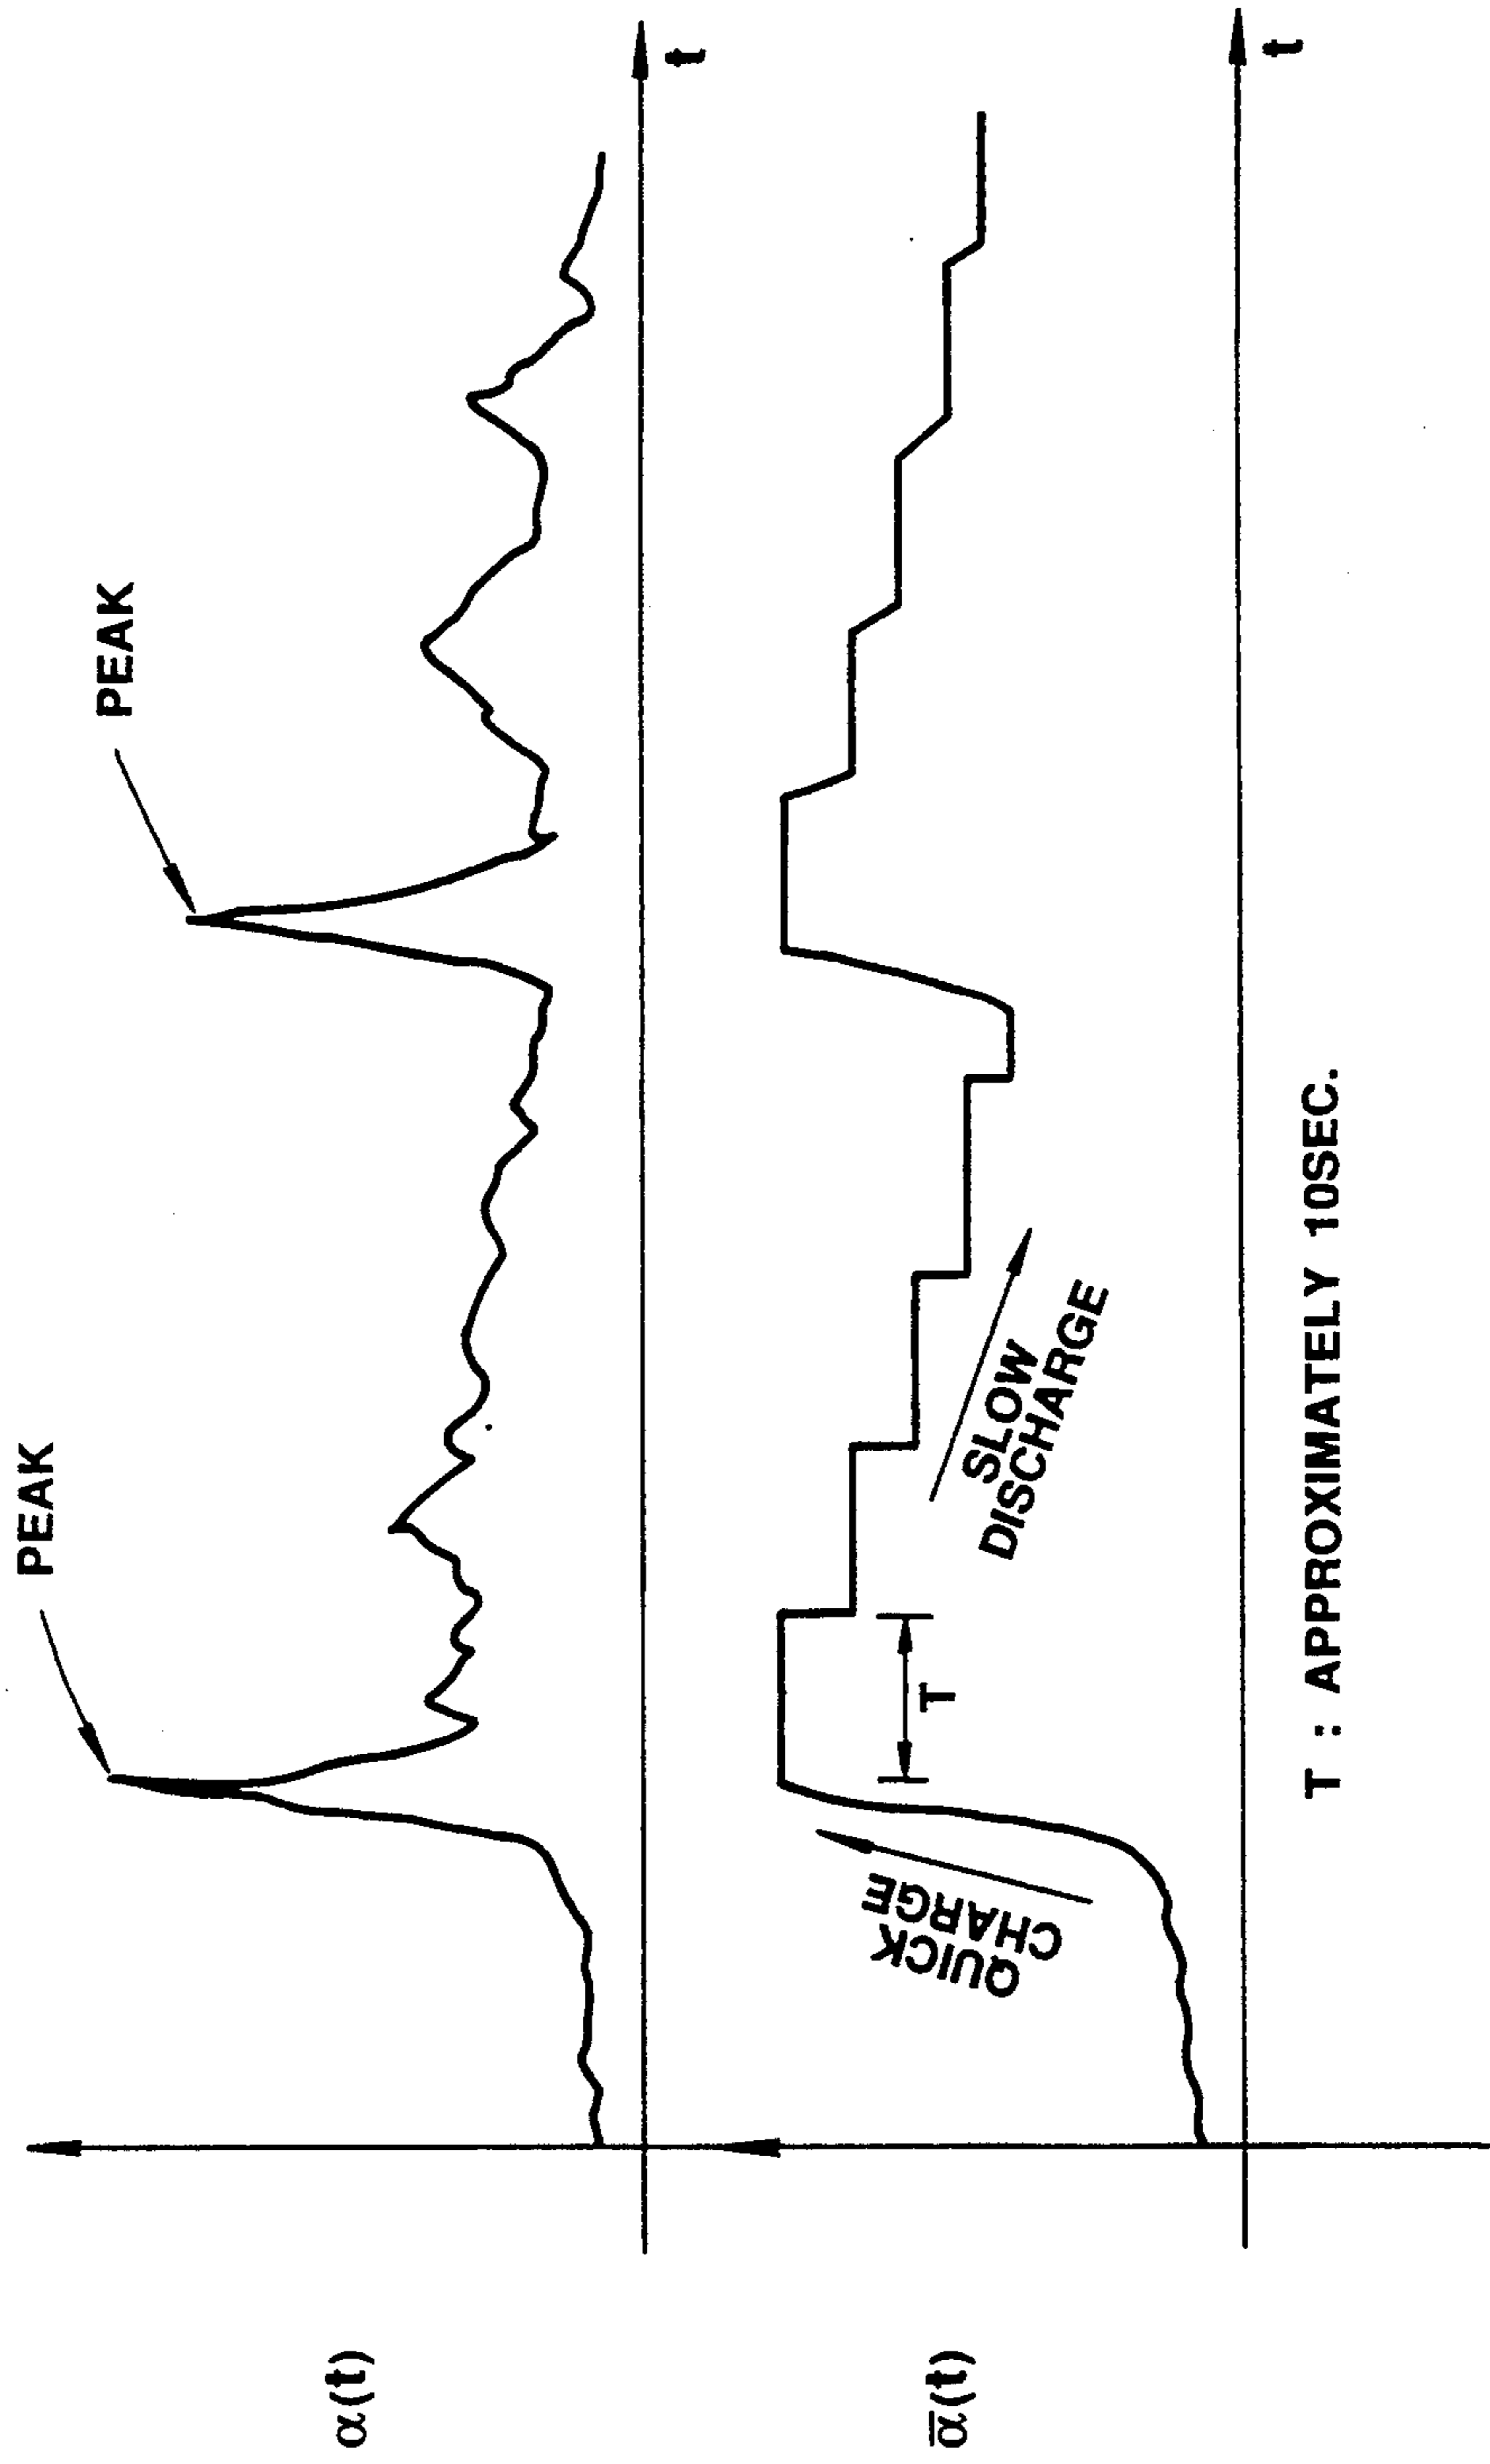 PEAK
PEAK
α(t)
t
QUICK
CHARGE
T
SLOW
DISCHARGE
ᾱ(t)
t
T : APPROXIMATELY 10SEC.